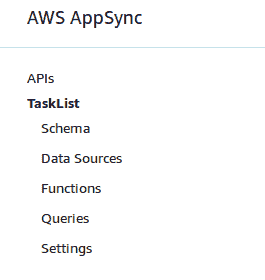 AWS AppSync
APIs
TaskList
Schema
Data Sources
Functions
Queries
Settings